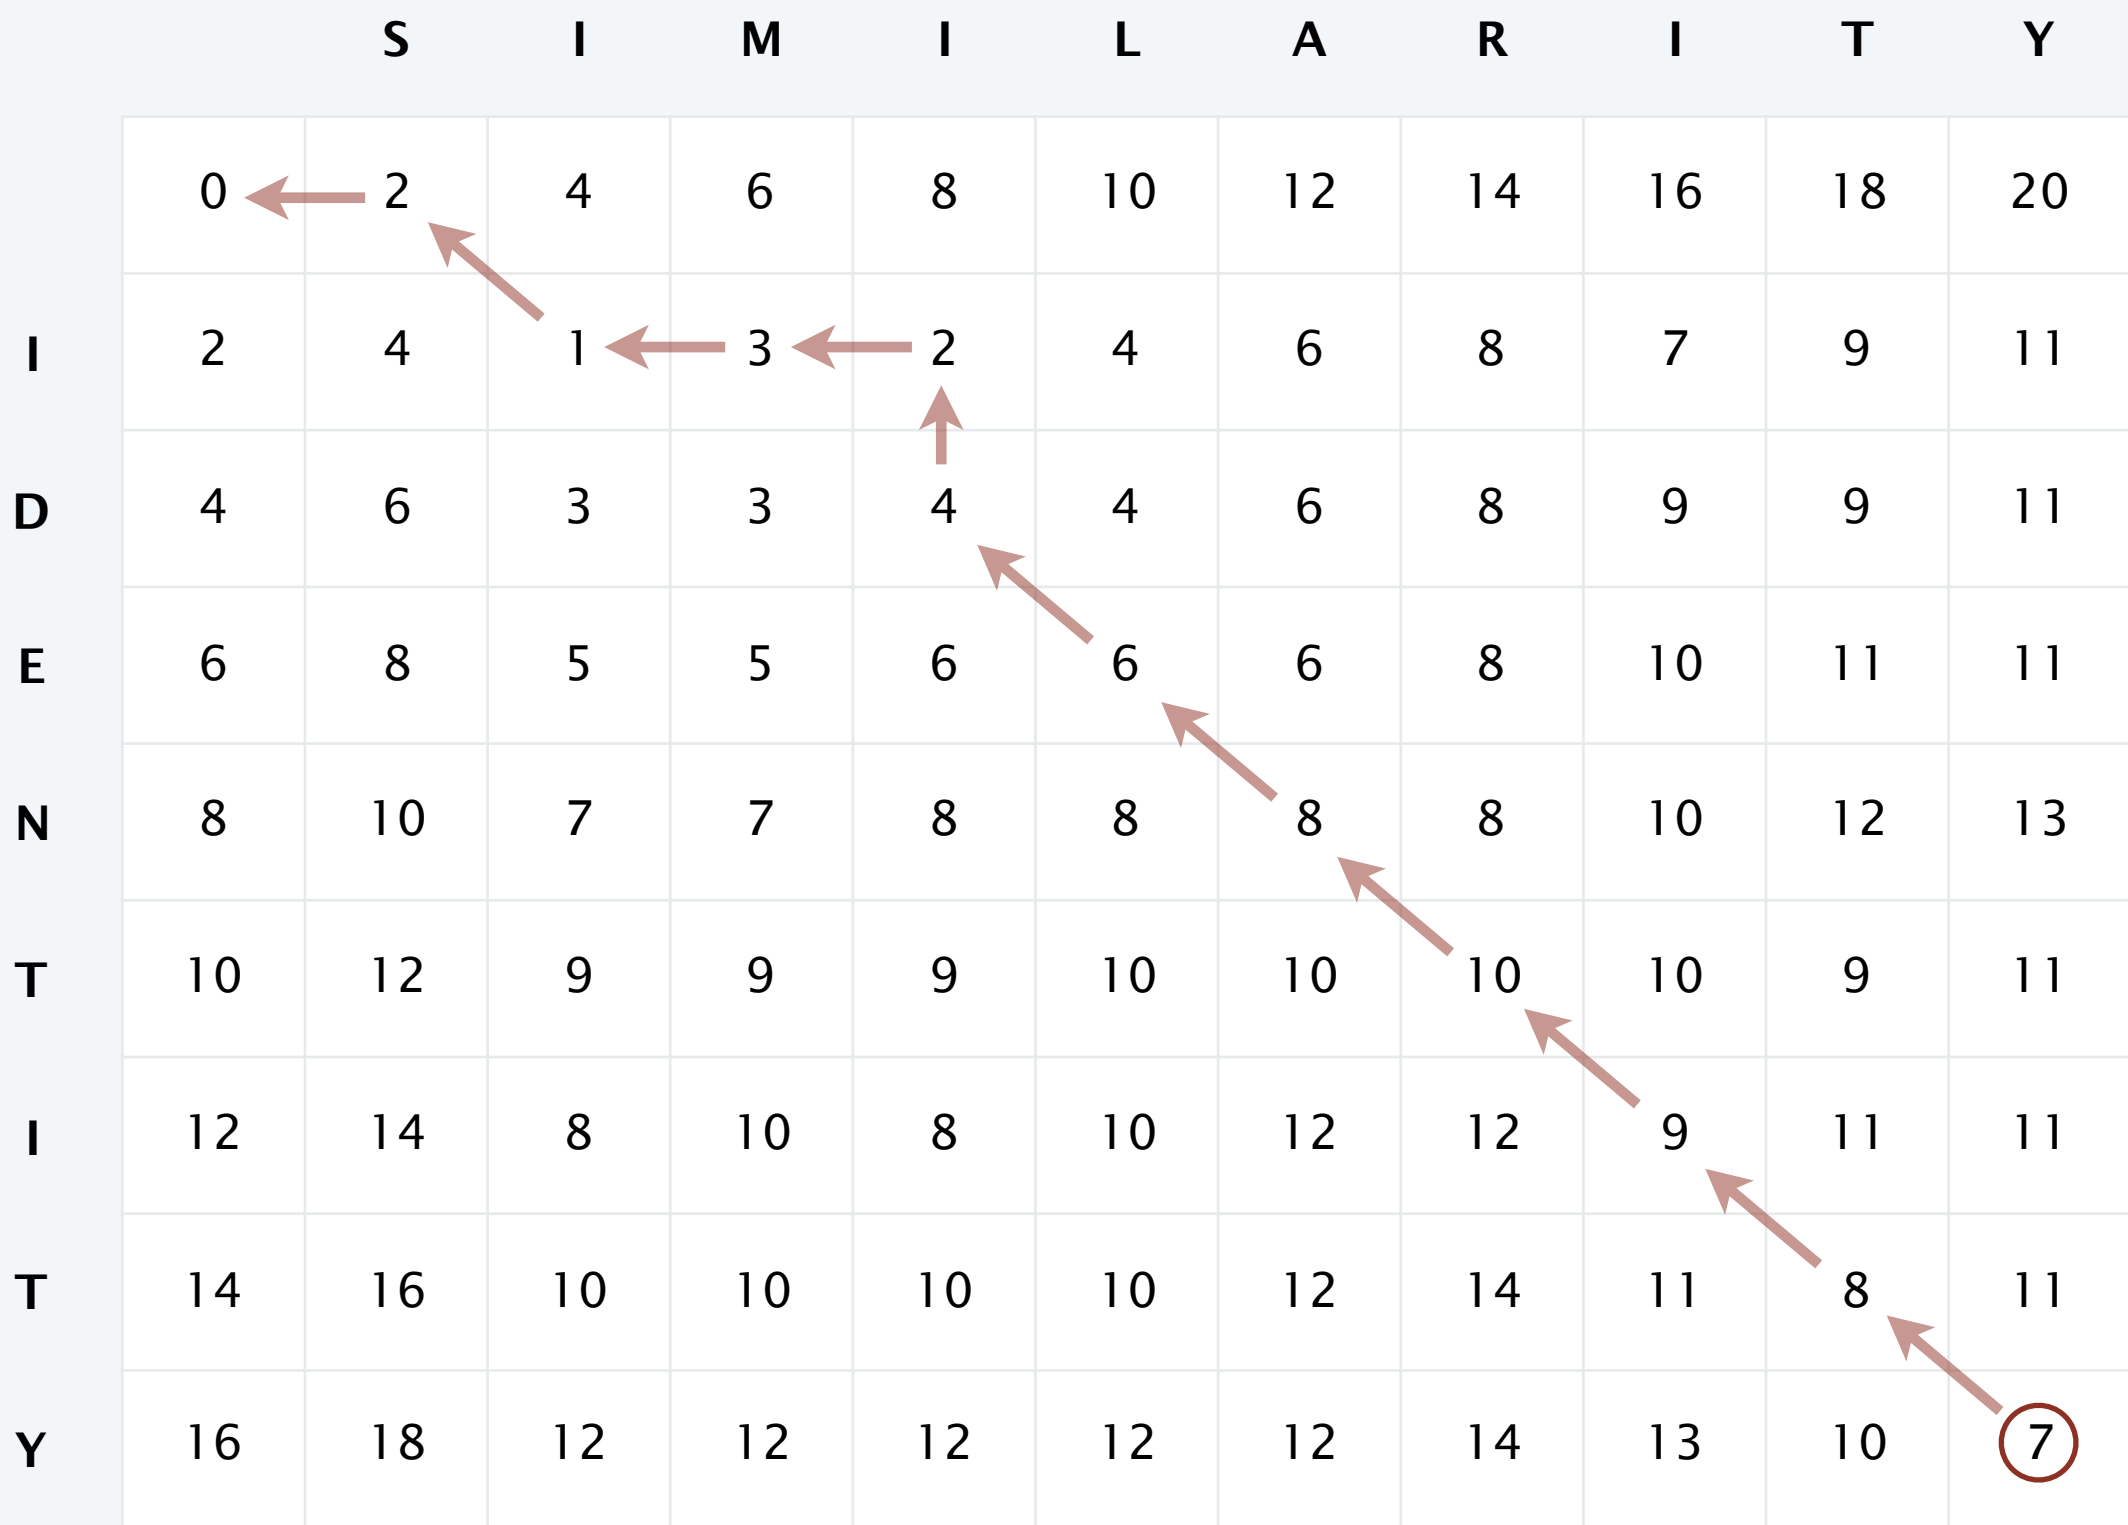 S I M I L A R I T Y
0 2 4 6 8 10 12 14 16 18 20
I 2 4 1 3 2 4 6 8 7 9 11
D 4 6 3 3 4 4 6 8 9 9 11
E 6 8 5 5 6 6 6 8 10 11 11
N 8 10 7 7 8 8 8 8 10 12 13
T 10 12 9 9 9 10 10 10 10 9 11
I 12 14 8 10 8 10 12 12 9 11 11
T 14 16 10 10 10 10 12 14 11 8 11
Y 16 18 12 12 12 12 12 14 13 10 7